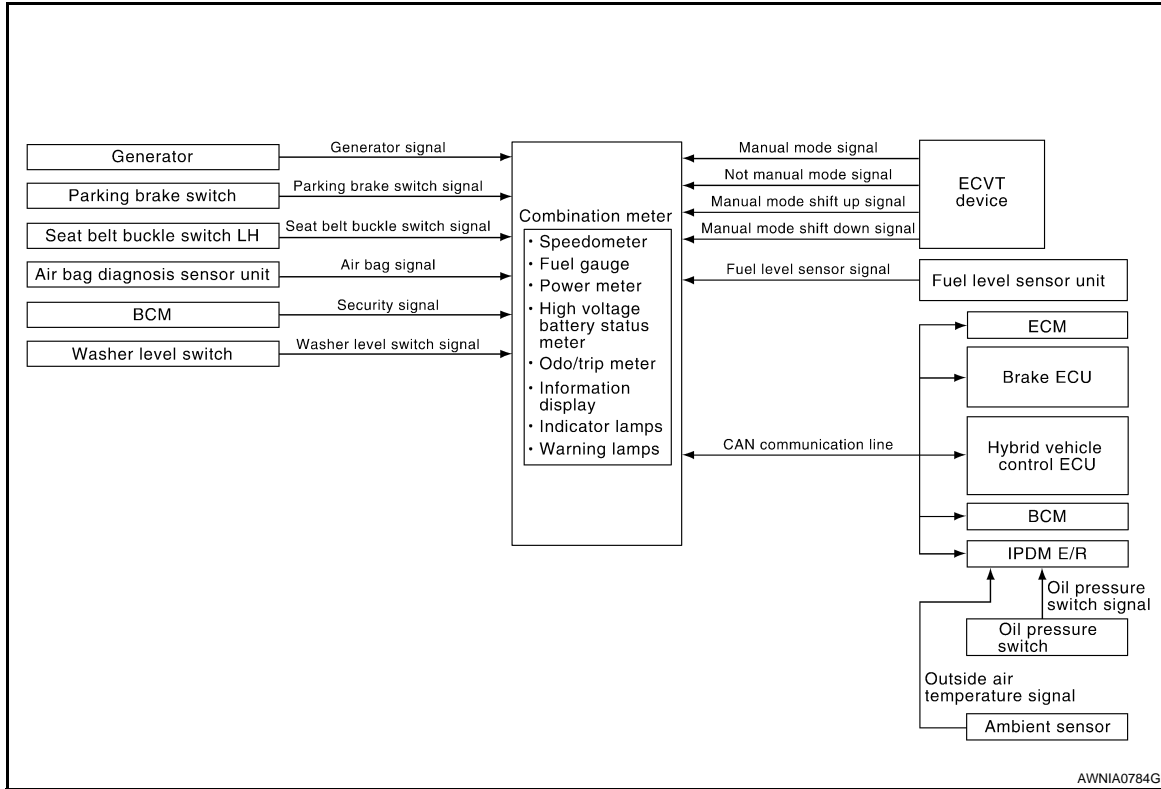 Generator
Generator signal
Parking brake switch
Parking brake switch signal
Seat belt buckle switch LH
Seat belt buckle switch signal
Air bag diagnosis sensor unit
Air bag signal
BCM
Security signal
Washer level switch
Washer level switch signal
Combination meter
• Speedometer
• Fuel gauge
• Power meter
• High voltage
battery status
meter
• Odo/trip meter
• Information
display
• Indicator lamps
• Warning lamps
Manual mode signal
Not manual mode signal
Manual mode shift up signal
Manual mode shift down signal
ECVT
device
Fuel level sensor signal
Fuel level sensor unit
CAN communication line
ECM
Brake ECU
Hybrid vehicle
control ECU
BCM
IPDM E/R
Oil pressure
switch signal
Oil pressure
switch
Outside air
temperature signal
Ambient sensor
AWNIA0784G